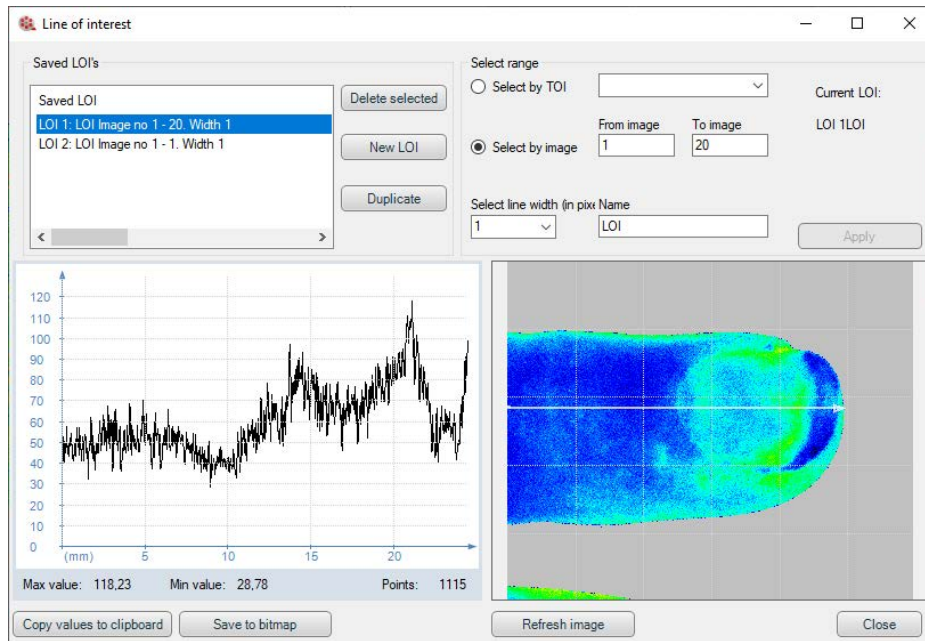 Line of interest
Saved LOI's
Saved LOI
LOI 1: LOI Image no 1 - 20. Width 1
LOI 2: LOI Image no 1 - 1. Width 1
Delete selected
New LOI
Duplicate
Select range
Select by TOI
Current LOI:
From image
To image
LOI 1LOI
Select by image
1
20
Select line width (in pixe
Name
1
LOI
Apply
120
110
100
90
80
70
60
50
40
30
20
10
0
(mm)
5
10
15
20
Max value: 118,23
Min value: 28,78
Points: 1115
Copy values to clipboard
Save to bitmap
Refresh image
Close